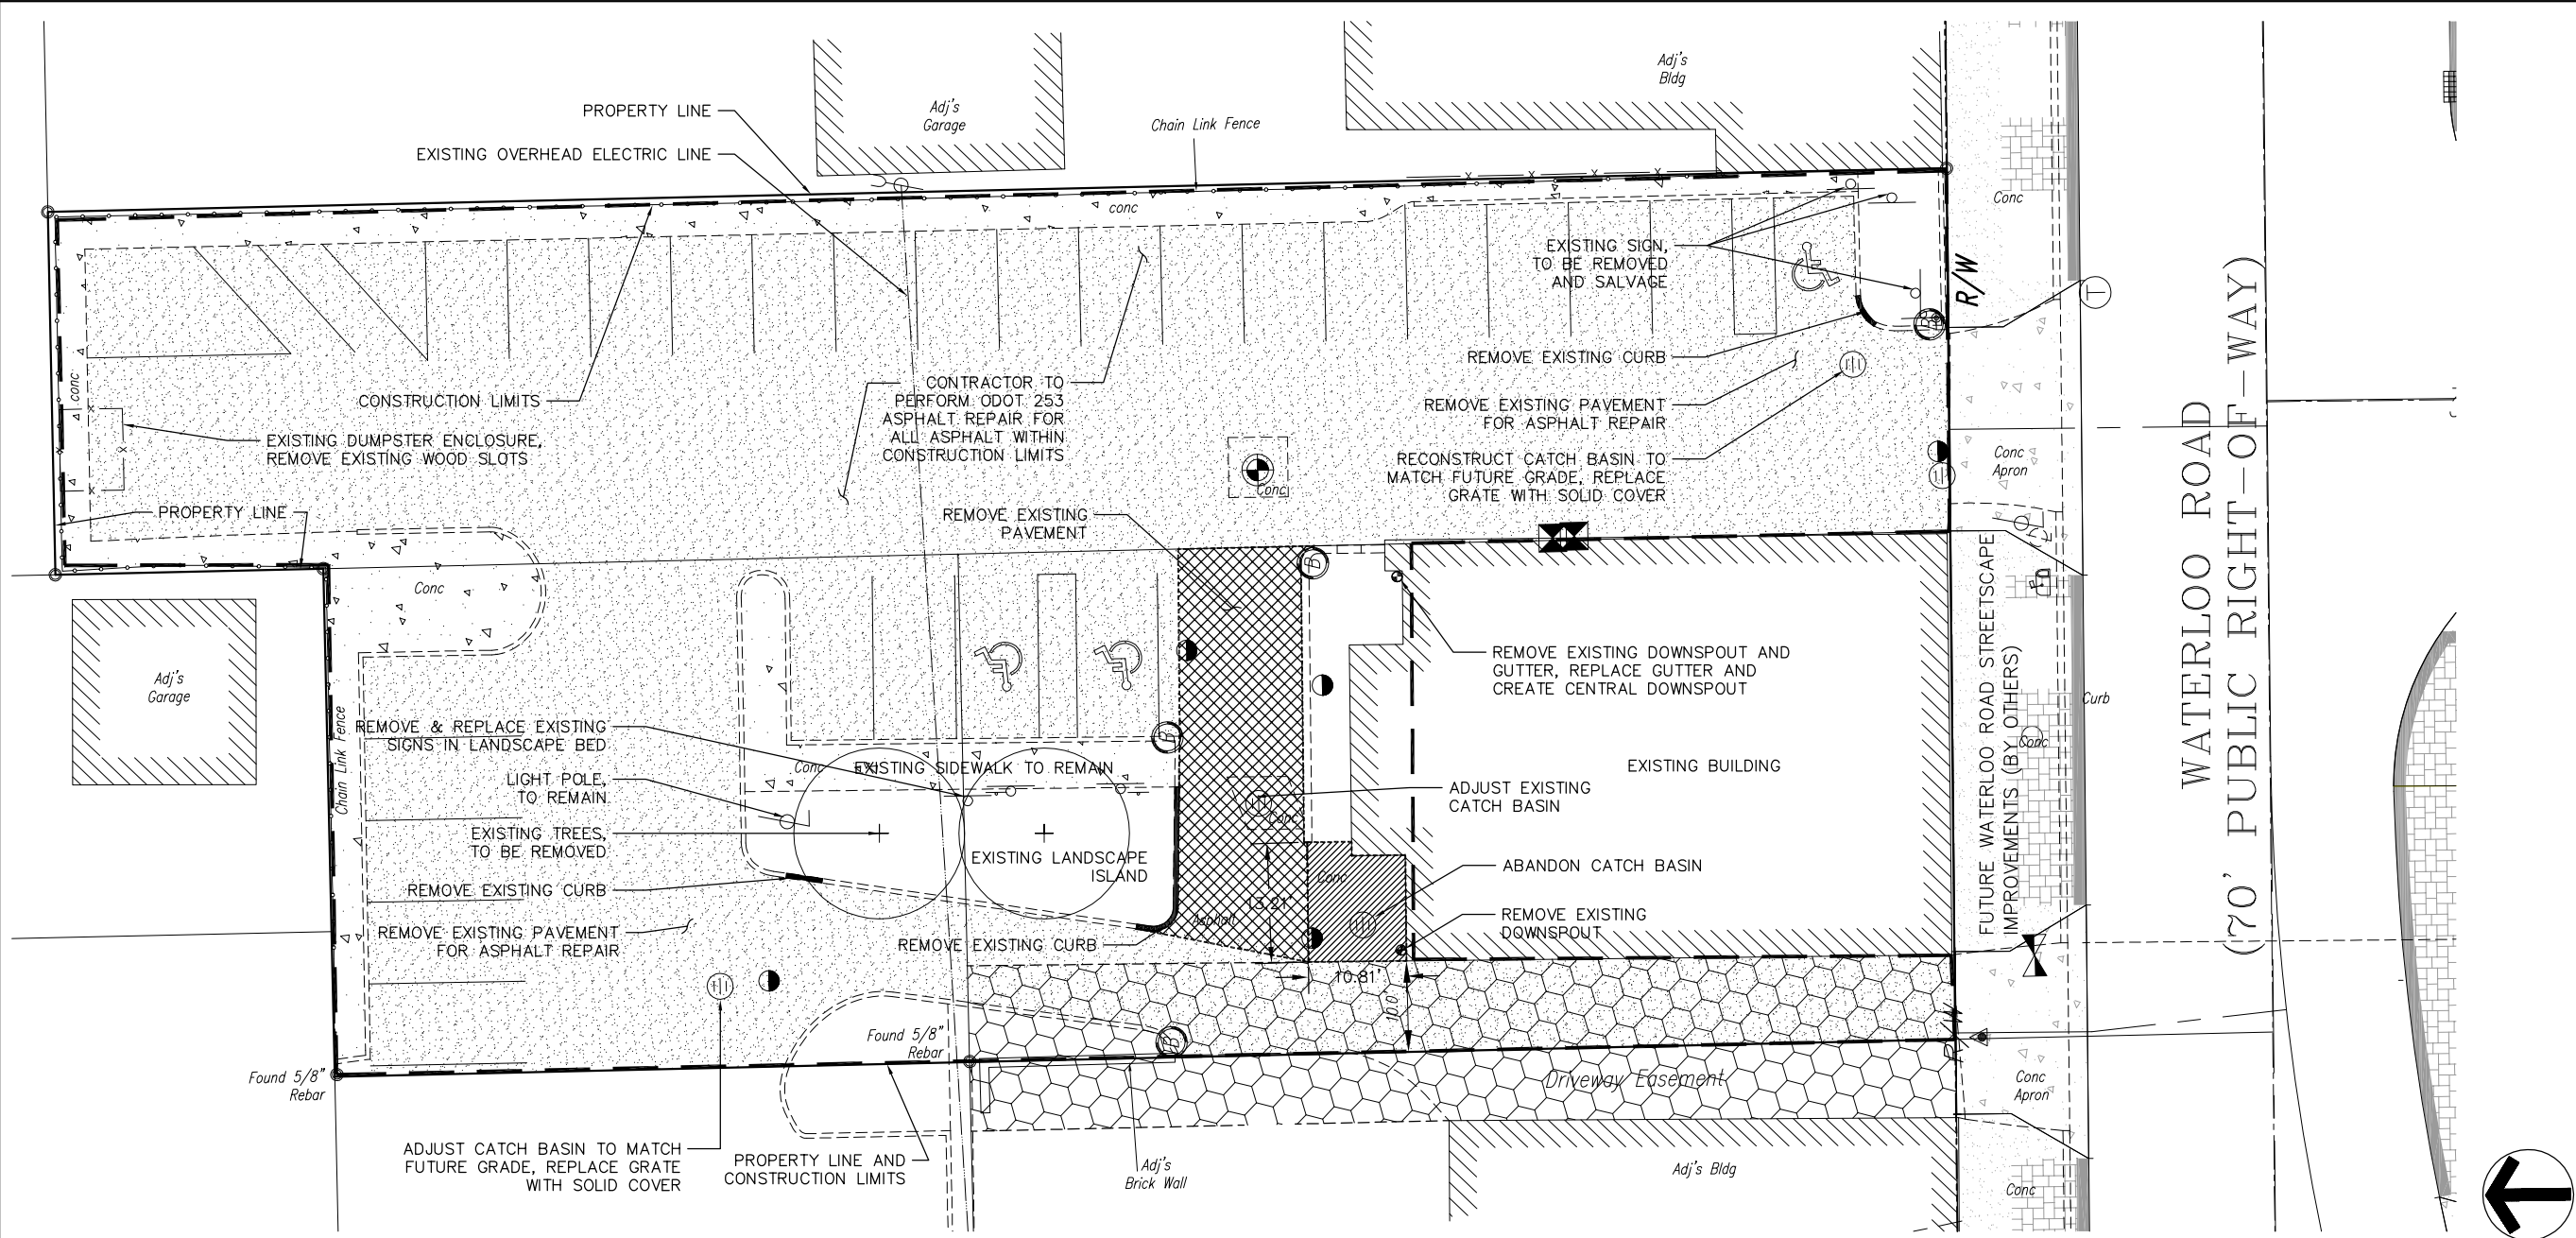 Adj's
Bldg
PROPERTY LINE
Adj's
Garage
Chain Link Fence
EXISTING OVERHEAD ELECTRIC LINE
conc
Conc
EXISTING SIGN,
TO BE REMOVED
AND SALVAGE
R/W
T
REMOVE EXISTING CURB
CONTRACTOR TO
PERFORM ODOT 253
ASPHALT REPAIR FOR
ALL ASPHALT WITHIN
CONSTRUCTION LIMITS
CONSTRUCTION LIMITS
conc
REMOVE EXISTING PAVEMENT
FOR ASPHALT REPAIR
EXISTING DUMPSTER ENCLOSURE,
REMOVE EXISTING WOOD SLOTS
RECONSTRUCT CATCH BASIN TO
MATCH FUTURE GRADE, REPLACE
GRATE WITH SOLID COVER
Conc
Apron
Conc
PROPERTY LINE
REMOVE EXISTING
PAVEMENT
WATERLOO ROAD
(70' PUBLIC RIGHT-OF-WAY)
Conc
B
Adj's
Garage
REMOVE EXISTING DOWNSPOUT AND
GUTTER, REPLACE GUTTER AND
CREATE CENTRAL DOWNSPOUT
FUTURE WATERLOO ROAD STREETSCAPE
IMPROVEMENTS (BY OTHERS)
Curb
Conc
Chain Link Fence
REMOVE & REPLACE EXISTING
SIGNS IN LANDSCAPE BED
B
Conc
EXISTING SIDEWALK TO REMAIN
EXISTING BUILDING
LIGHT POLE,
TO REMAIN
ADJUST EXISTING
CATCH BASIN
Conc
EXISTING TREES,
TO BE REMOVED
EXISTING LANDSCAPE
ISLAND
ABANDON CATCH BASIN
Conc
REMOVE EXISTING CURB
13.21'
Asphalt
REMOVE EXISTING
DOWNSPOUT
REMOVE EXISTING PAVEMENT
FOR ASPHALT REPAIR
REMOVE EXISTING CURB
10.81'
10.0'
Found 5/8"
Rebar
B
R/W
Found 5/8"
Rebar
Driveway Easement
Conc
Apron
ADJUST CATCH BASIN TO MATCH
FUTURE GRADE, REPLACE GRATE
WITH SOLID COVER
PROPERTY LINE AND
CONSTRUCTION LIMITS
Adj's
Brick Wall
Adj's Bldg
Conc